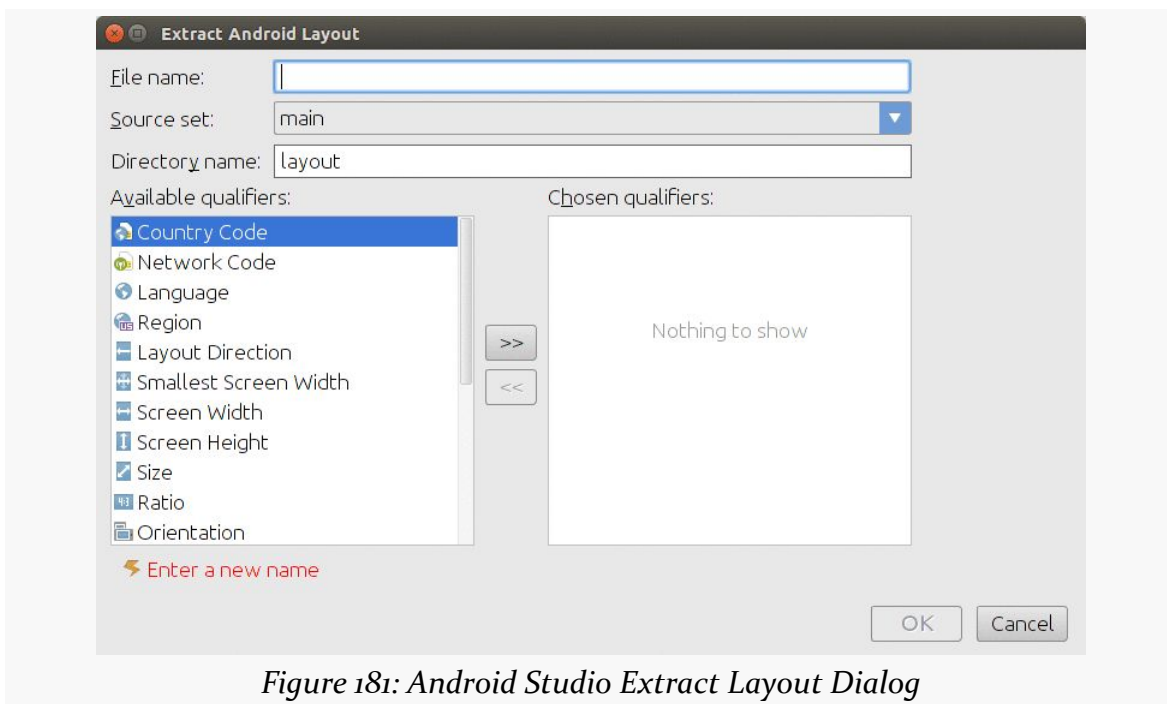 Extract Android Layout
File name:
Source set: main
Directory name: layout
Available qualifiers:
Chosen qualifiers:
Country Code
Network Code
Language
Region
Layout Direction
Smallest Screen Width
Screen Width
Screen Height
Size
Ratio
Orientation
>>
<<
Nothing to show
Enter a new name
OK Cancel
Figure 181: Android Studio Extract Layout Dialog